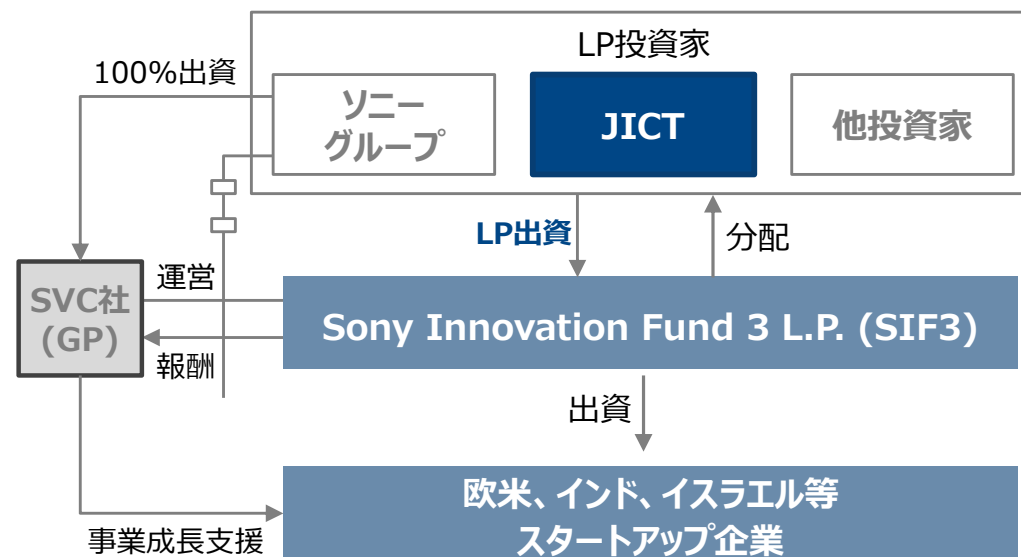 LP投資家
100%出資
ソニー
グループ
JICT
他投資家
LP出資
分配
SVC社
(GP)
運営
報酬
Sony Innovation Fund 3 L.P. (SIF3)
出資
欧米、インド、イスラエル等
スタートアップ企業
事業成長支援